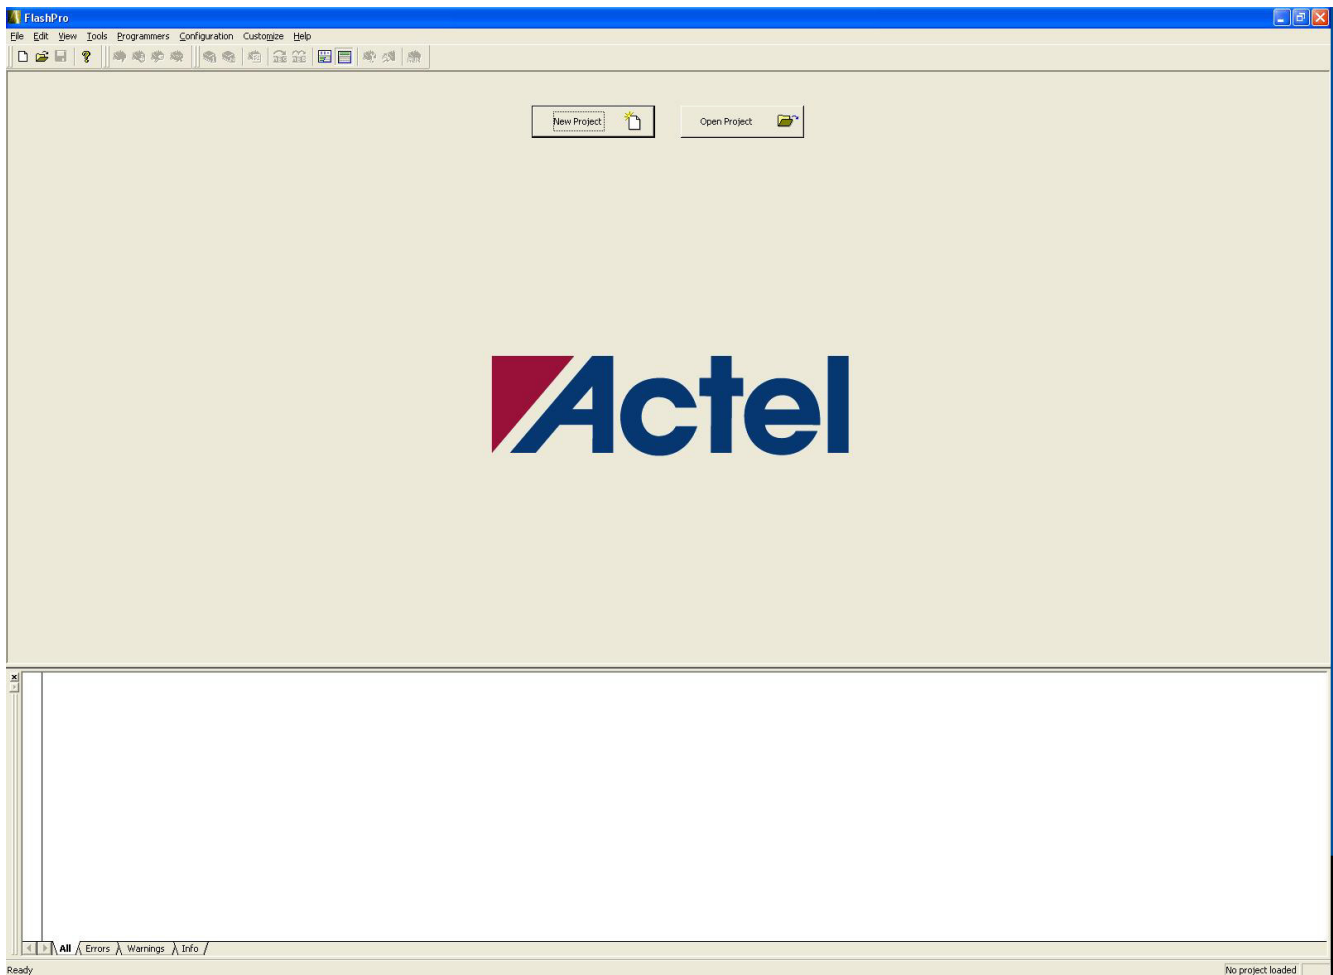 FlashPro
File Edit View Tools Programmers Configuration Customize Help
New Project
Open Project
Actel
All Errors Warnings Info
Ready
No project loaded